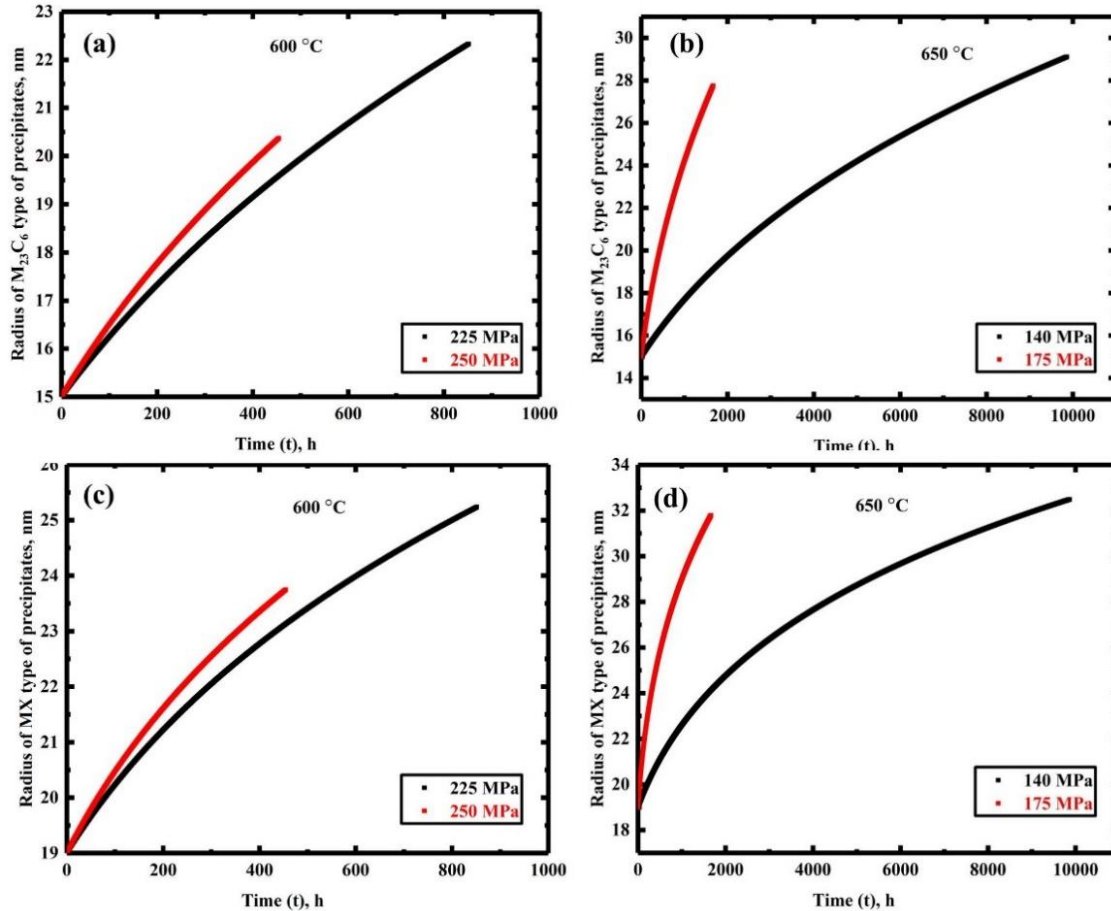 (a)
600 °C
23
22
21
20
19
18
17
16
15
0 200 400 600 800 1000
Radius of M₂₃C₆ type of precipitates, nm
Time (t), h
225 MPa
250 MPa
(b)
650 °C
30
28
26
24
22
20
18
16
14
0 2000 4000 6000 8000 10000
Radius of M₂₃C₆ type of precipitates, nm
Time (t), h
140 MPa
175 MPa
(c)
600 °C
26
25
24
23
22
21
20
19
0 200 400 600 800 1000
Radius of MX type of precipitates, nm
Time (t), h
225 MPa
250 MPa
(d)
650 °C
34
32
30
28
26
24
22
20
18
0 2000 4000 6000 8000 10000
Radius of MX type of precipitates, nm
Time (t), h
140 MPa
175 MPa